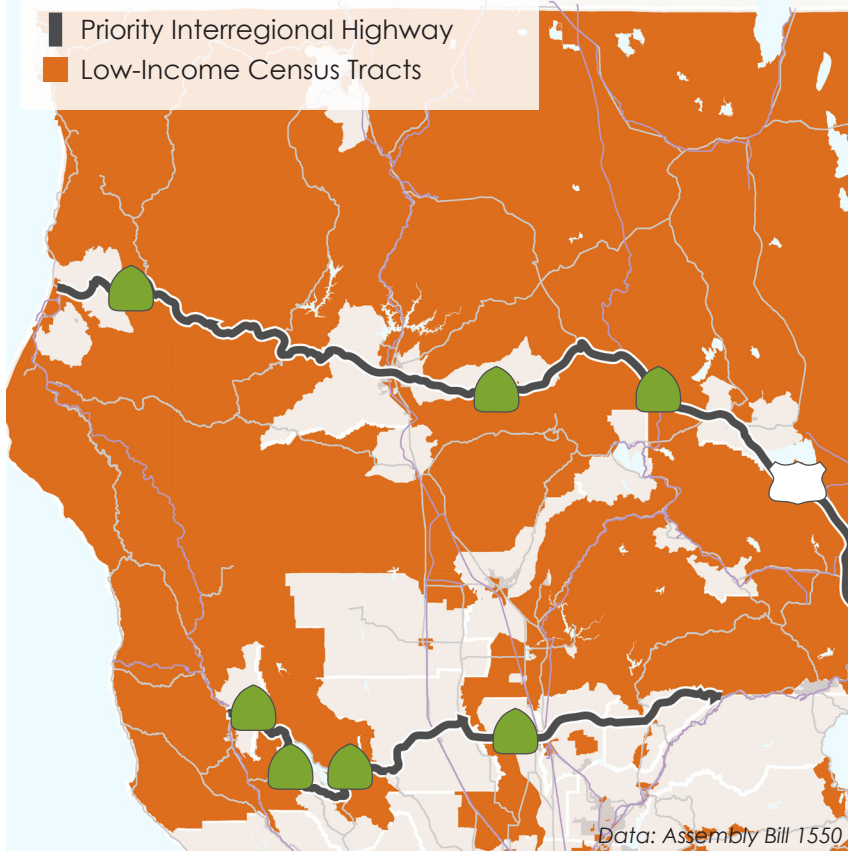 Priority Interregional Highway
Low-Income Census Tracts
Data: Assembly Bill 1550